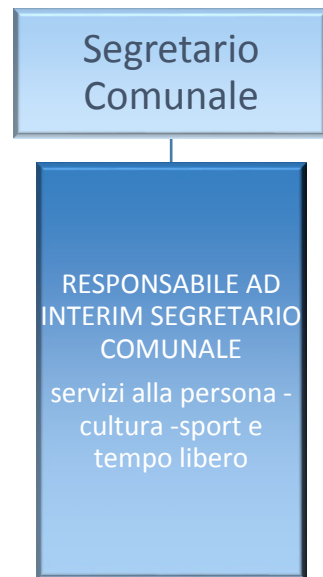 Segretario
Comunale
RESPONSABILE AD
INTERIM SEGRETARIO
COMUNALE
servizi alla persona -
cultura -sport e
tempo libero